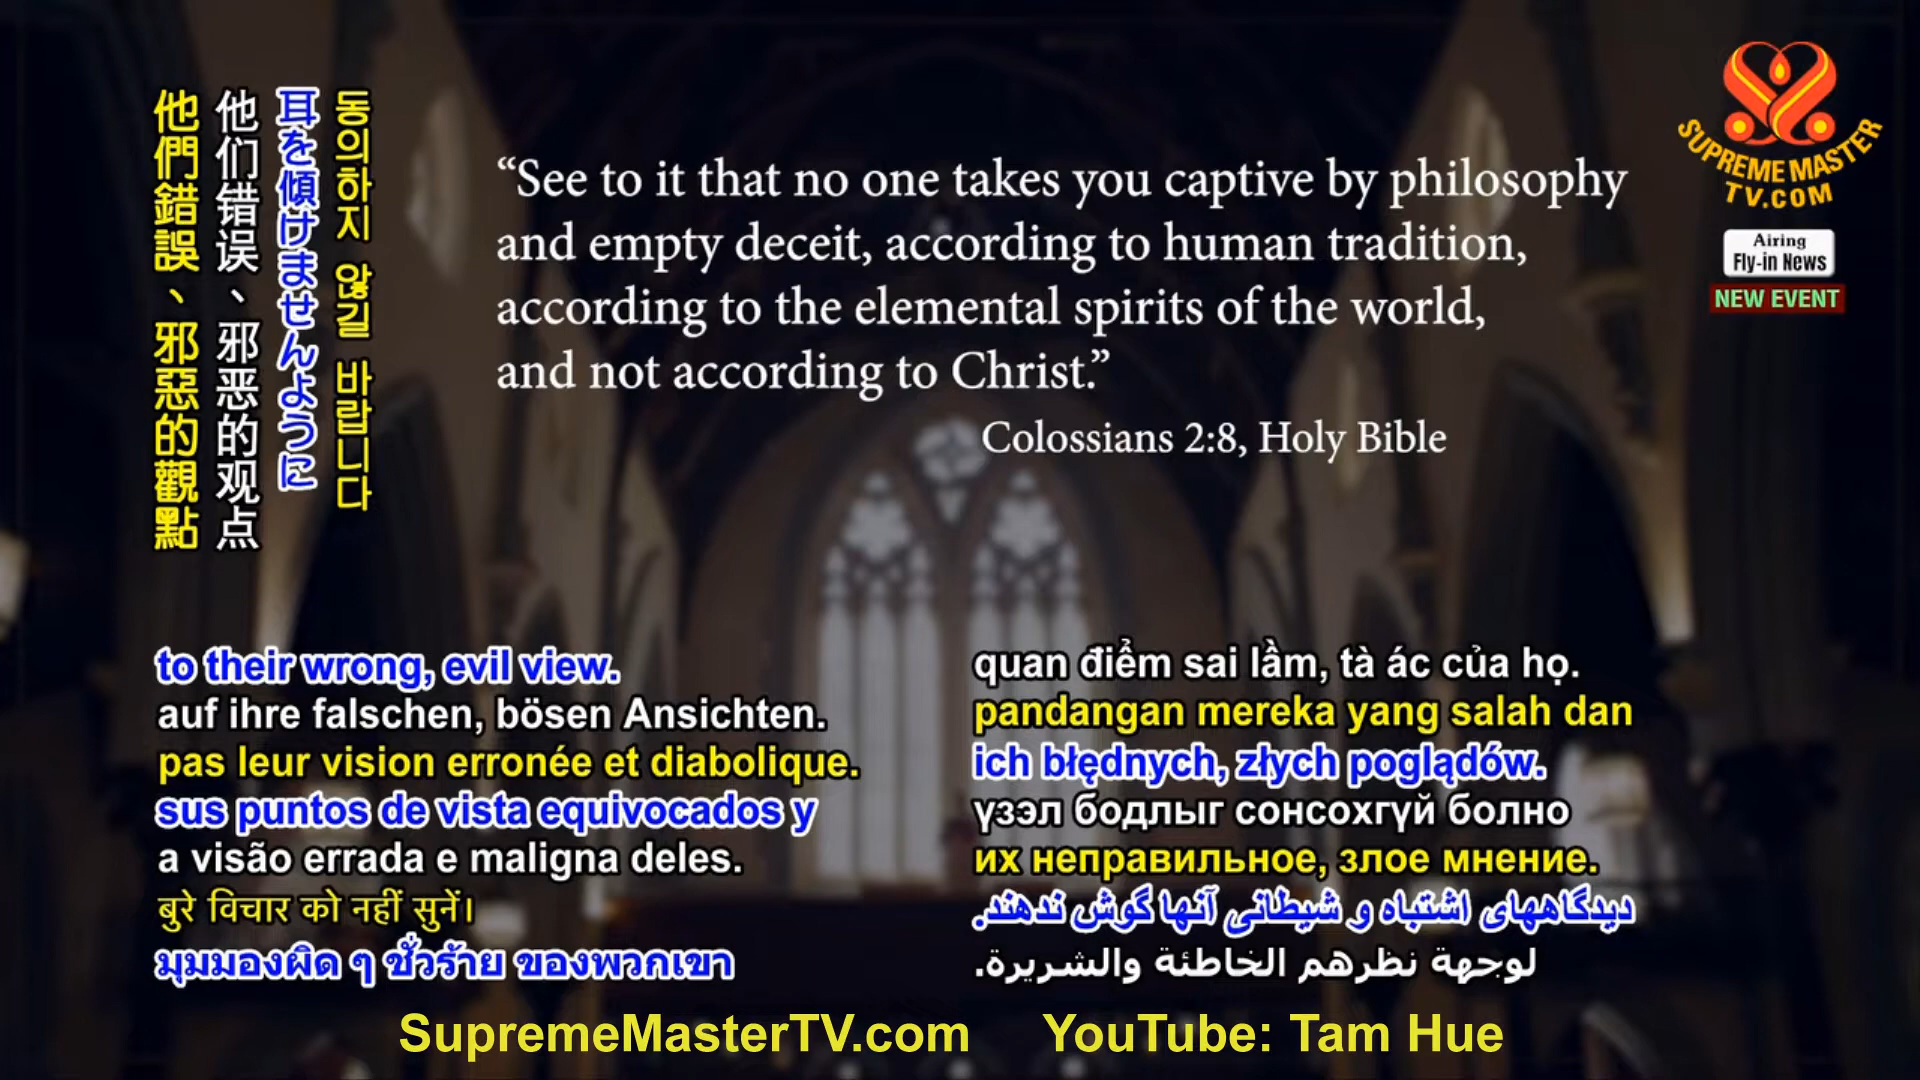 他們錯誤、邪惡的觀點
他们错误、邪恶的观点
耳を傾けませんように
동의하지 않길 바랍니다
“See to it that no one takes you captive by philosophy
and empty deceit, according to human tradition,
according to the elemental spirits of the world,
and not according to Christ.”
Colossians 2:8, Holy Bible
SUPREME MASTER
TV.COM
Airing
Fly-in News
NEW EVENT
to their wrong, evil view.
auf ihre falschen, bösen Ansichten.
pas leur vision erronée et diabolique.
sus puntos de vista equivocados y
a visão errada e maligna deles.
बुरे विचार को नहीं सुनें।
มุมมองผิด ๆ ชั่วร้าย ของพวกเขา
quan điểm sai lầm, tà ác của họ.
pandangan mereka yang salah dan
ich błędnych, złych poglądów.
үзэл бодлыг сонсохгүй болно
их неправильное, злое мнение.
دیدگاههای اشتباه و شیطانی آنها گوش ندهند.
لوجهة نظرهم الخاطئة والشريرة.
SupremeMasterTV.com YouTube: Tam Hue